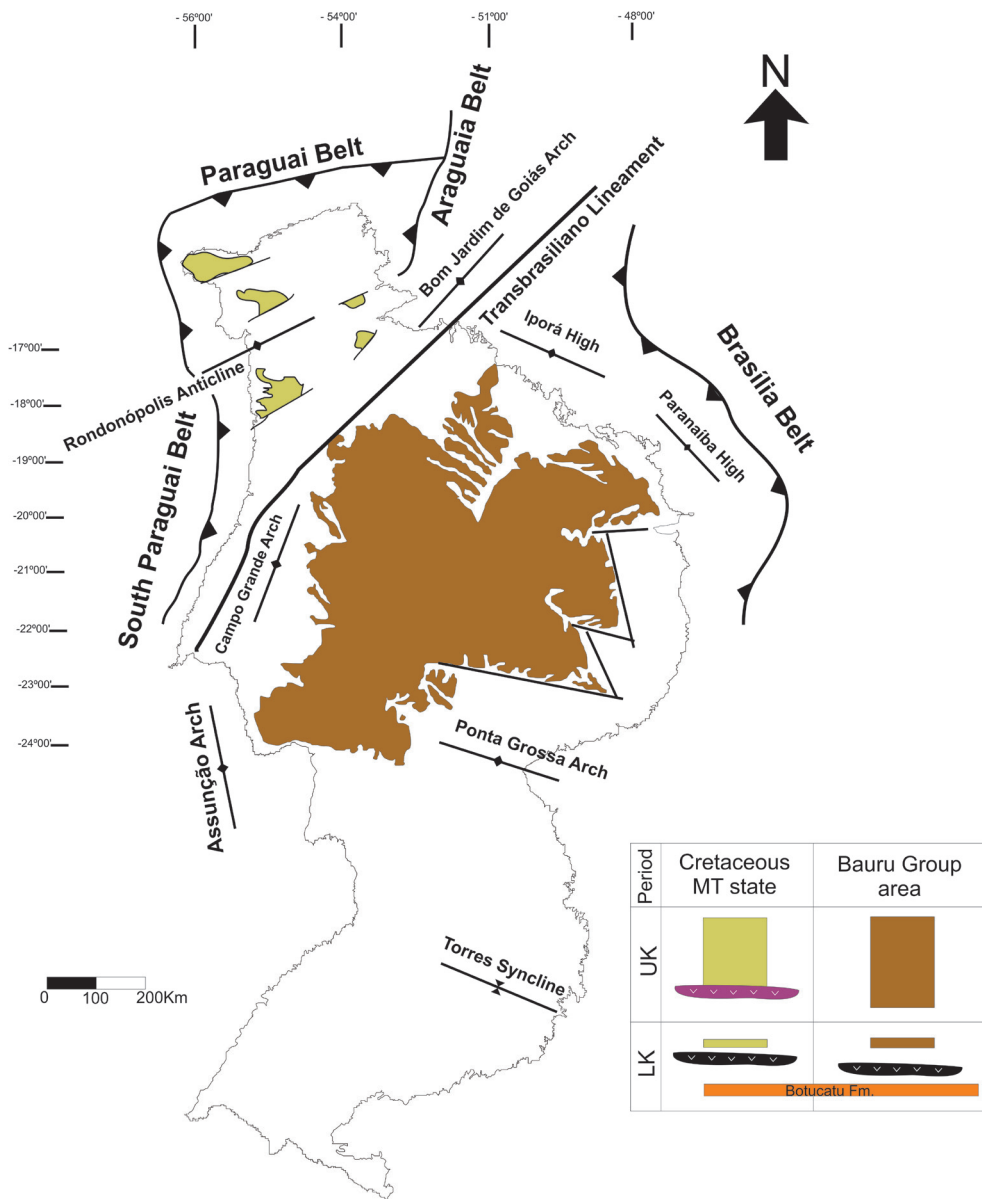 - 56º00'
- 54º00'
- 51º00'
- 48º00'
N
Paraguai Belt
Araguaia Belt
Bom Jardim de Goiás Arch
Transbrasiliano Lineament
Iporá High
Brasília Belt
Paranaíba High
-17º00'
Rondonópolis Anticline
-18º00'
-19º00'
-20º00'
-21º00'
-22º00'
-23º00'
-24º00'
South Paraguai Belt
Campo Grande Arch
Assunção Arch
Ponta Grossa Arch
Torres Syncline
0 100 200Km
Period
Cretaceous
MT state
Bauru Group
area
UK
LK
Botucatu Fm.